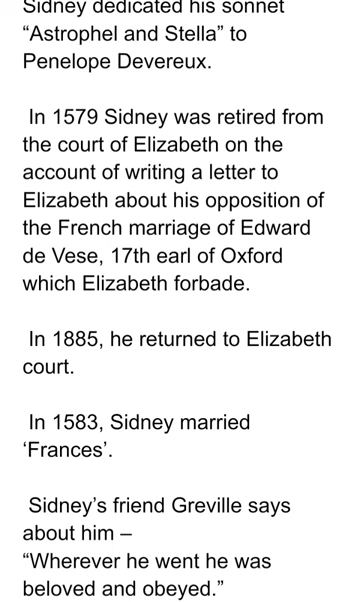 Sidney dedicated his sonnet
“Astrophel and Stella” to
Penelope Devereux.
In 1579 Sidney was retired from
the court of Elizabeth on the
account of writing a letter to
Elizabeth about his opposition of
the French marriage of Edward
de Vese, 17th earl of Oxford
which Elizabeth forbade.
In 1885, he returned to Elizabeth
court.
In 1583, Sidney married
‘Frances’.
Sidney’s friend Greville says
about him –
“Wherever he went he was
beloved and obeyed.”